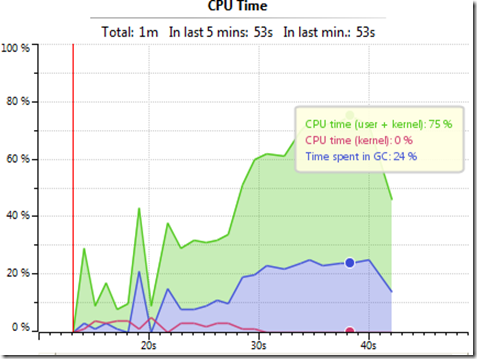 CPU Time
Total: 1m In last 5 mins: 53s In last min.: 53s
100 %
80 %
60 %
40 %
20 %
0 %
CPU time (user + kernel): 75 %
CPU time (kernel): 0 %
Time spent in GC: 24 %
20s
30s
40s